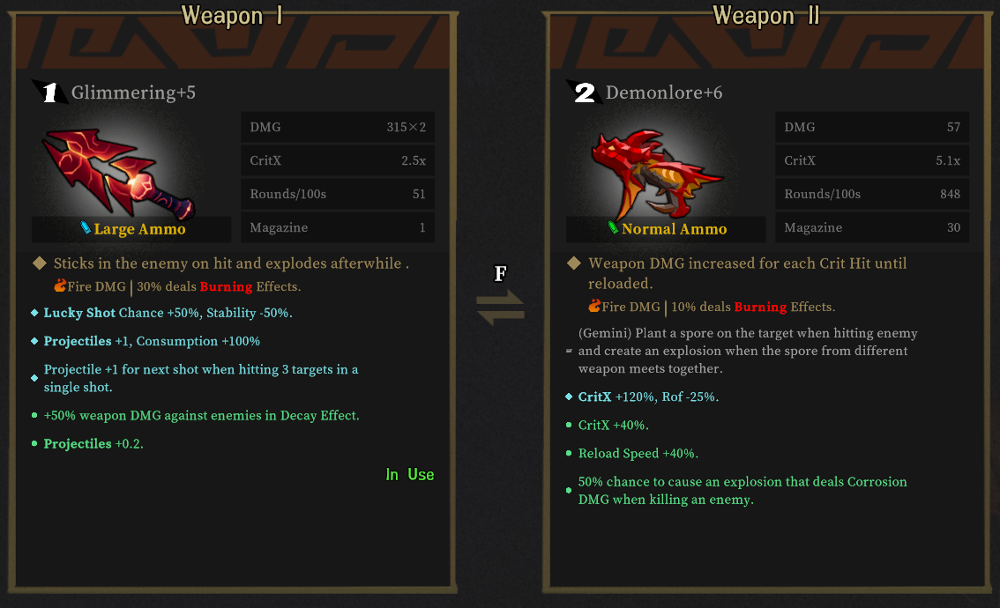 Weapon I
1 Glimmering+5
DMG 315×2
CritX 2.5x
Rounds/100s 51
Magazine 1
Large Ammo
Sticks in the enemy on hit and explodes afterwhile .
Fire DMG | 30% deals Burning Effects.
Lucky Shot Chance +50%, Stability -50%.
Projectiles +1, Consumption +100%
Projectile +1 for next shot when hitting 3 targets in a
single shot.
+50% weapon DMG against enemies in Decay Effect.
Projectiles +0.2.
In Use
F
Weapon II
2 Demonlore+6
DMG 57
CritX 5.1x
Rounds/100s 848
Magazine 30
Normal Ammo
Weapon DMG increased for each Crit Hit until
reloaded.
Fire DMG | 10% deals Burning Effects.
(Gemini) Plant a spore on the target when hitting enemy
and create an explosion when the spore from different
weapon meets together.
CritX +120%, Rof -25%.
CritX +40%.
Reload Speed +40%.
50% chance to cause an explosion that deals Corrosion
DMG when killing an enemy.